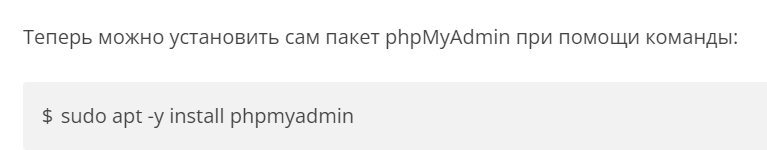 Теперь можно установить сам пакет phpMyAdmin при помощи команды:
$ sudo apt -y install phpmyadmin